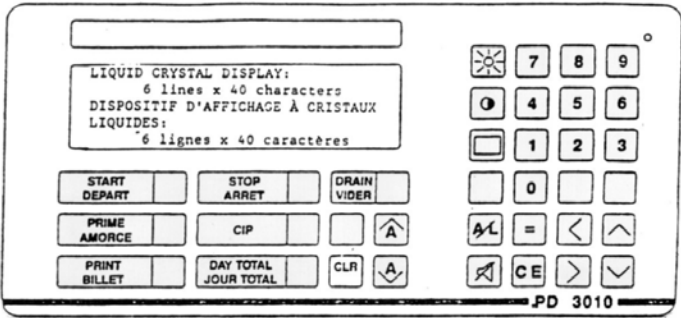 LIQUID CRYSTAL DISPLAY:
6 lines x 40 characters
DISPOSITIF D'AFFICHAGE À CRISTAUX
LIQUIDES:
6 lignes x 40 caractères
START
DEPART
STOP
ARRET
DRAIN
VIDER
PRIME
AMORCE
CIP
A
PRINT
BILLET
DAY TOTAL
JOUR TOTAL
CLR
A
7 8 9
4 5 6
1 2 3
0
A/L = < ^
CE >
PD 3010